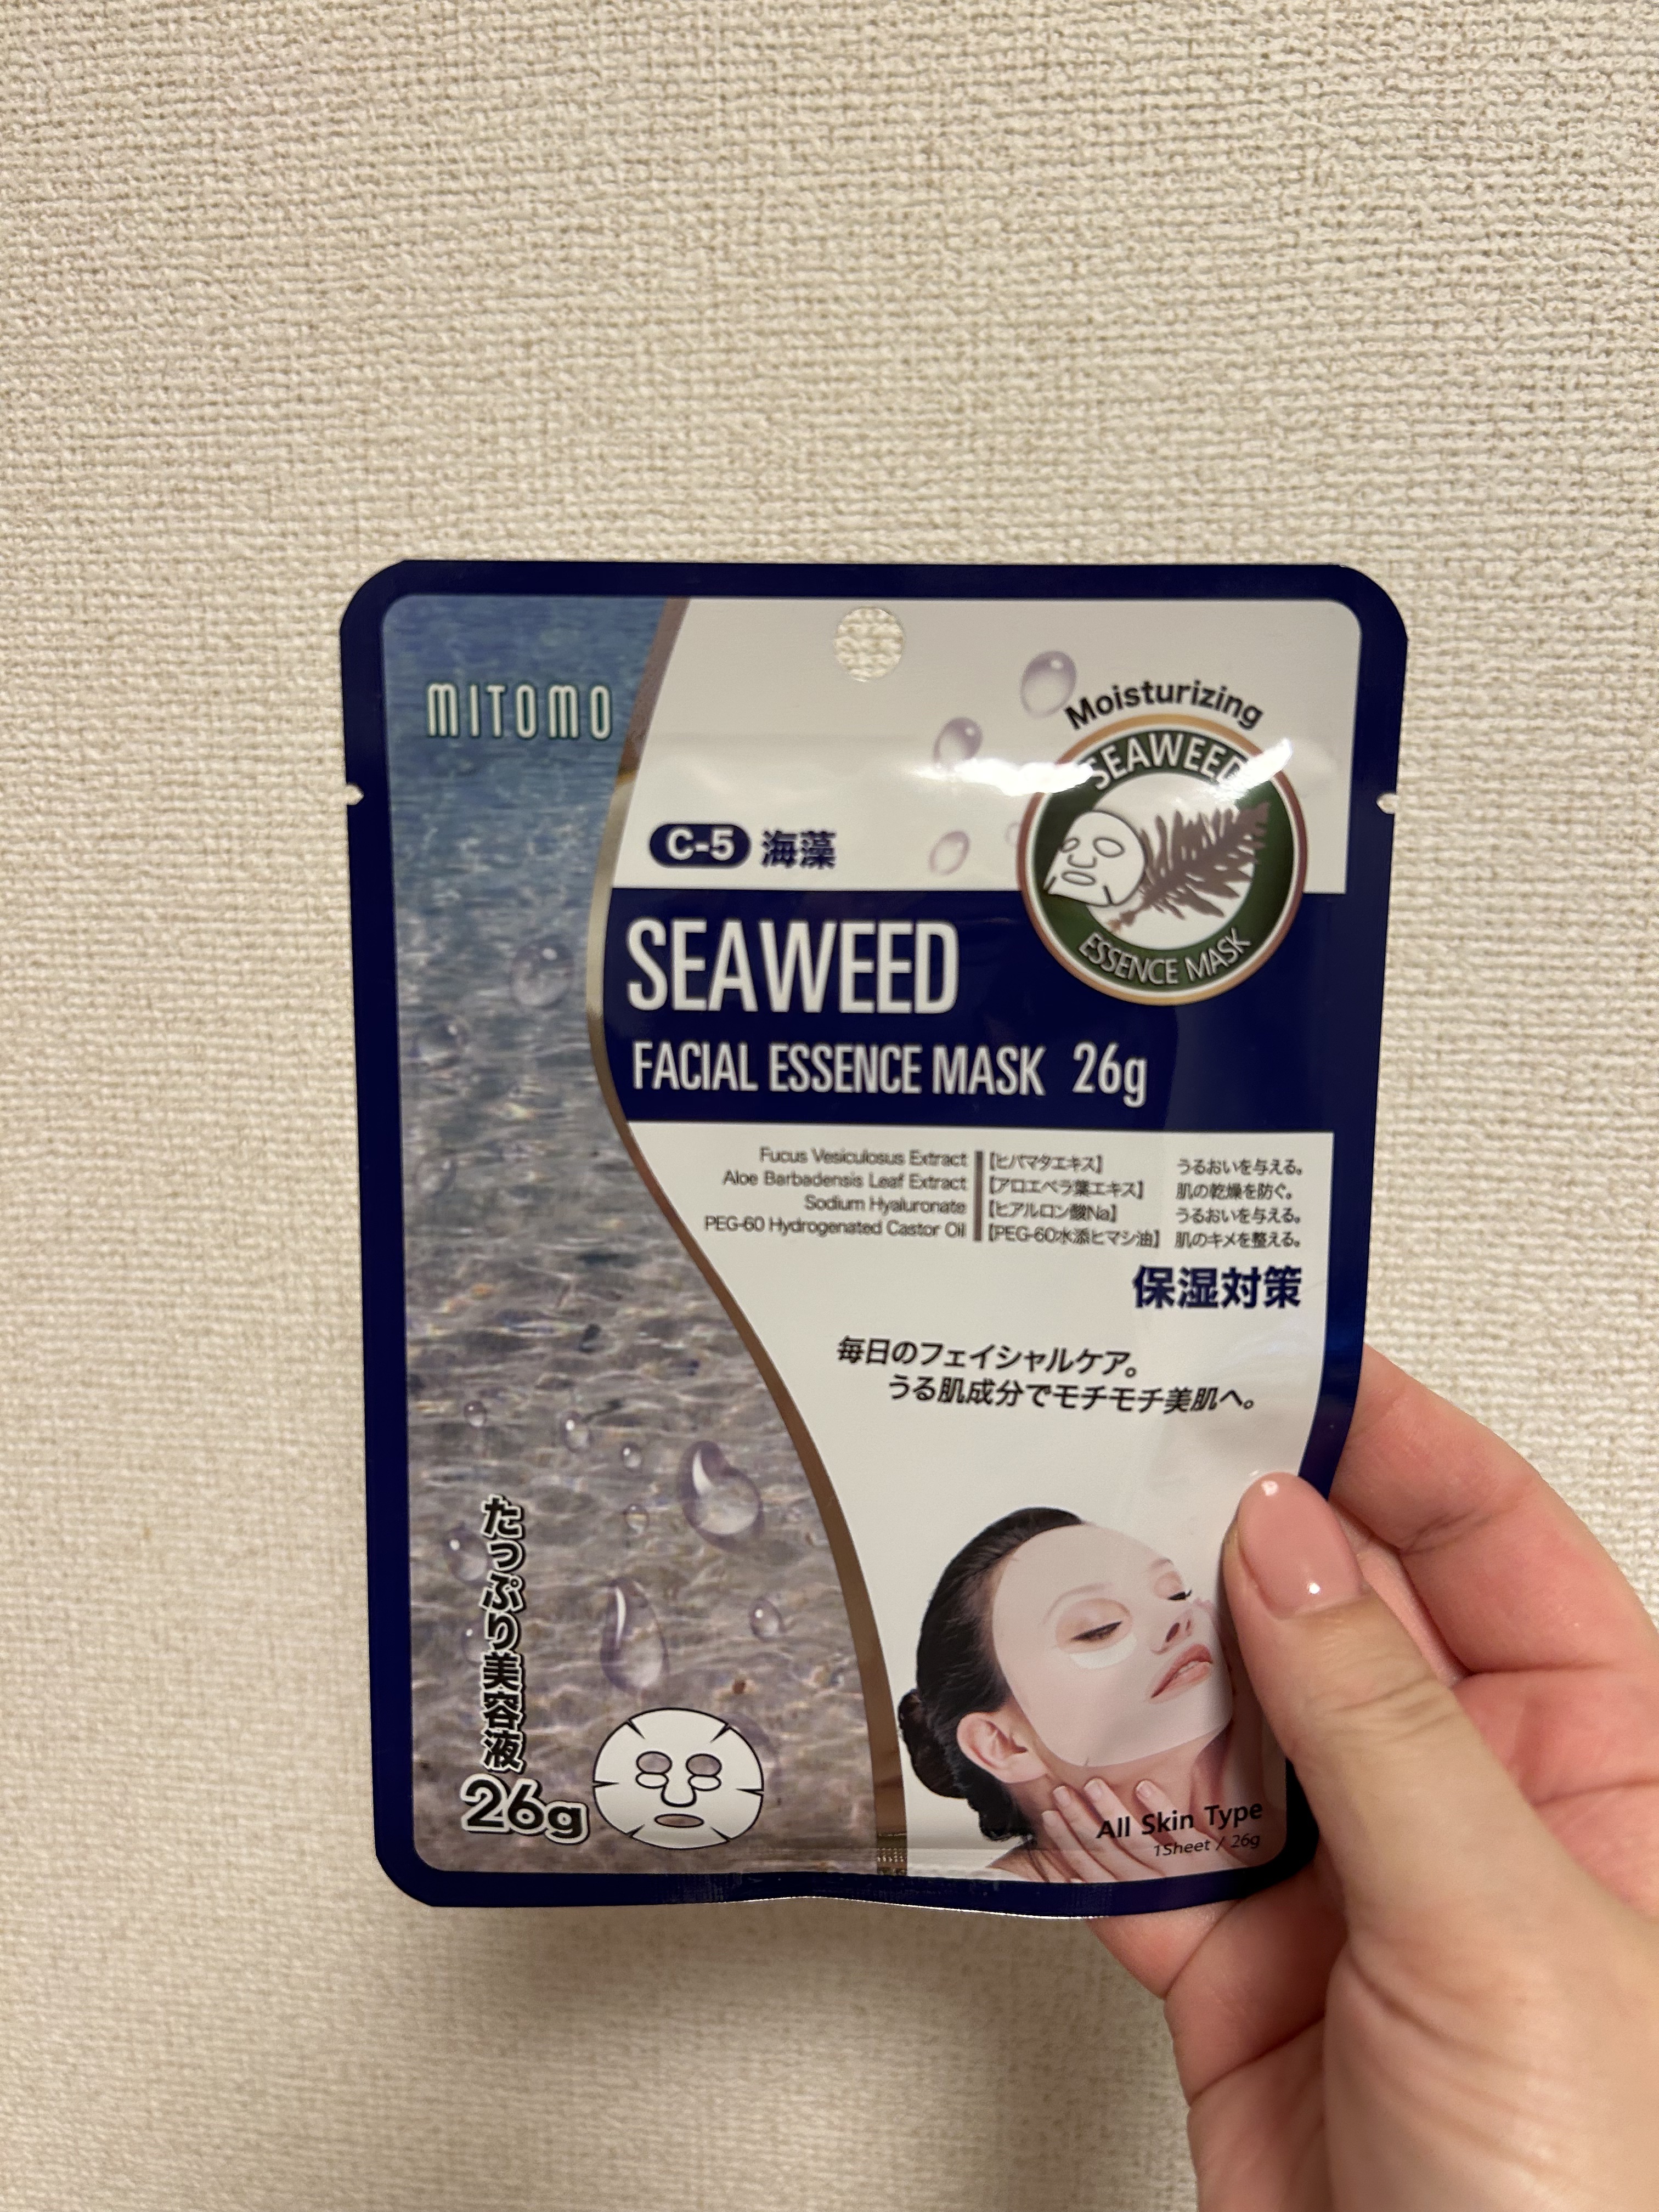 MITOMO
Moisturizing
SEAWEED
ESSENCE MASK
C-5 海藻
SEAWEED
FACIAL ESSENCE MASK 26g
Fucus Vesiculosus Extract 【ヒバマタエキス】 うるおいを与える。
Aloe Barbadensis Leaf Extract 【アロエベラ葉エキス】 肌の乾燥を防ぐ。
Sodium Hyaluronate 【ヒアルロン酸Na】 うるおいを与える。
PEG-60 Hydrogenated Castor Oil 【PEG-60水添ヒマシ油】 肌のキメを整える。
保湿対策
毎日のフェイシャルケア。
うる肌成分でモチモチ美肌へ。
たっぷり美容液
26g
All Skin Type
1Sheet / 26g